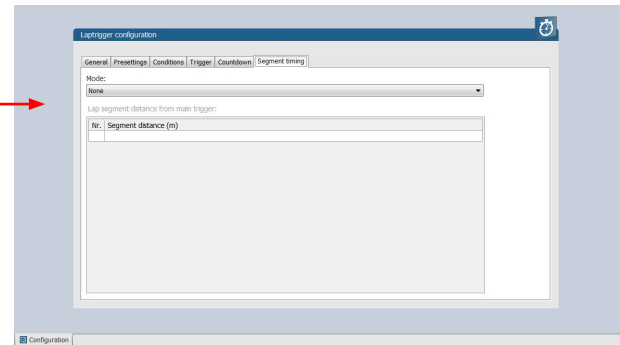 Laptrigger configuration
General Presettings Conditions Trigger Countdown Segment timing
Mode:
None
Lap segment distance from main trigger:
Nr. Segment distance (m)
Configuration